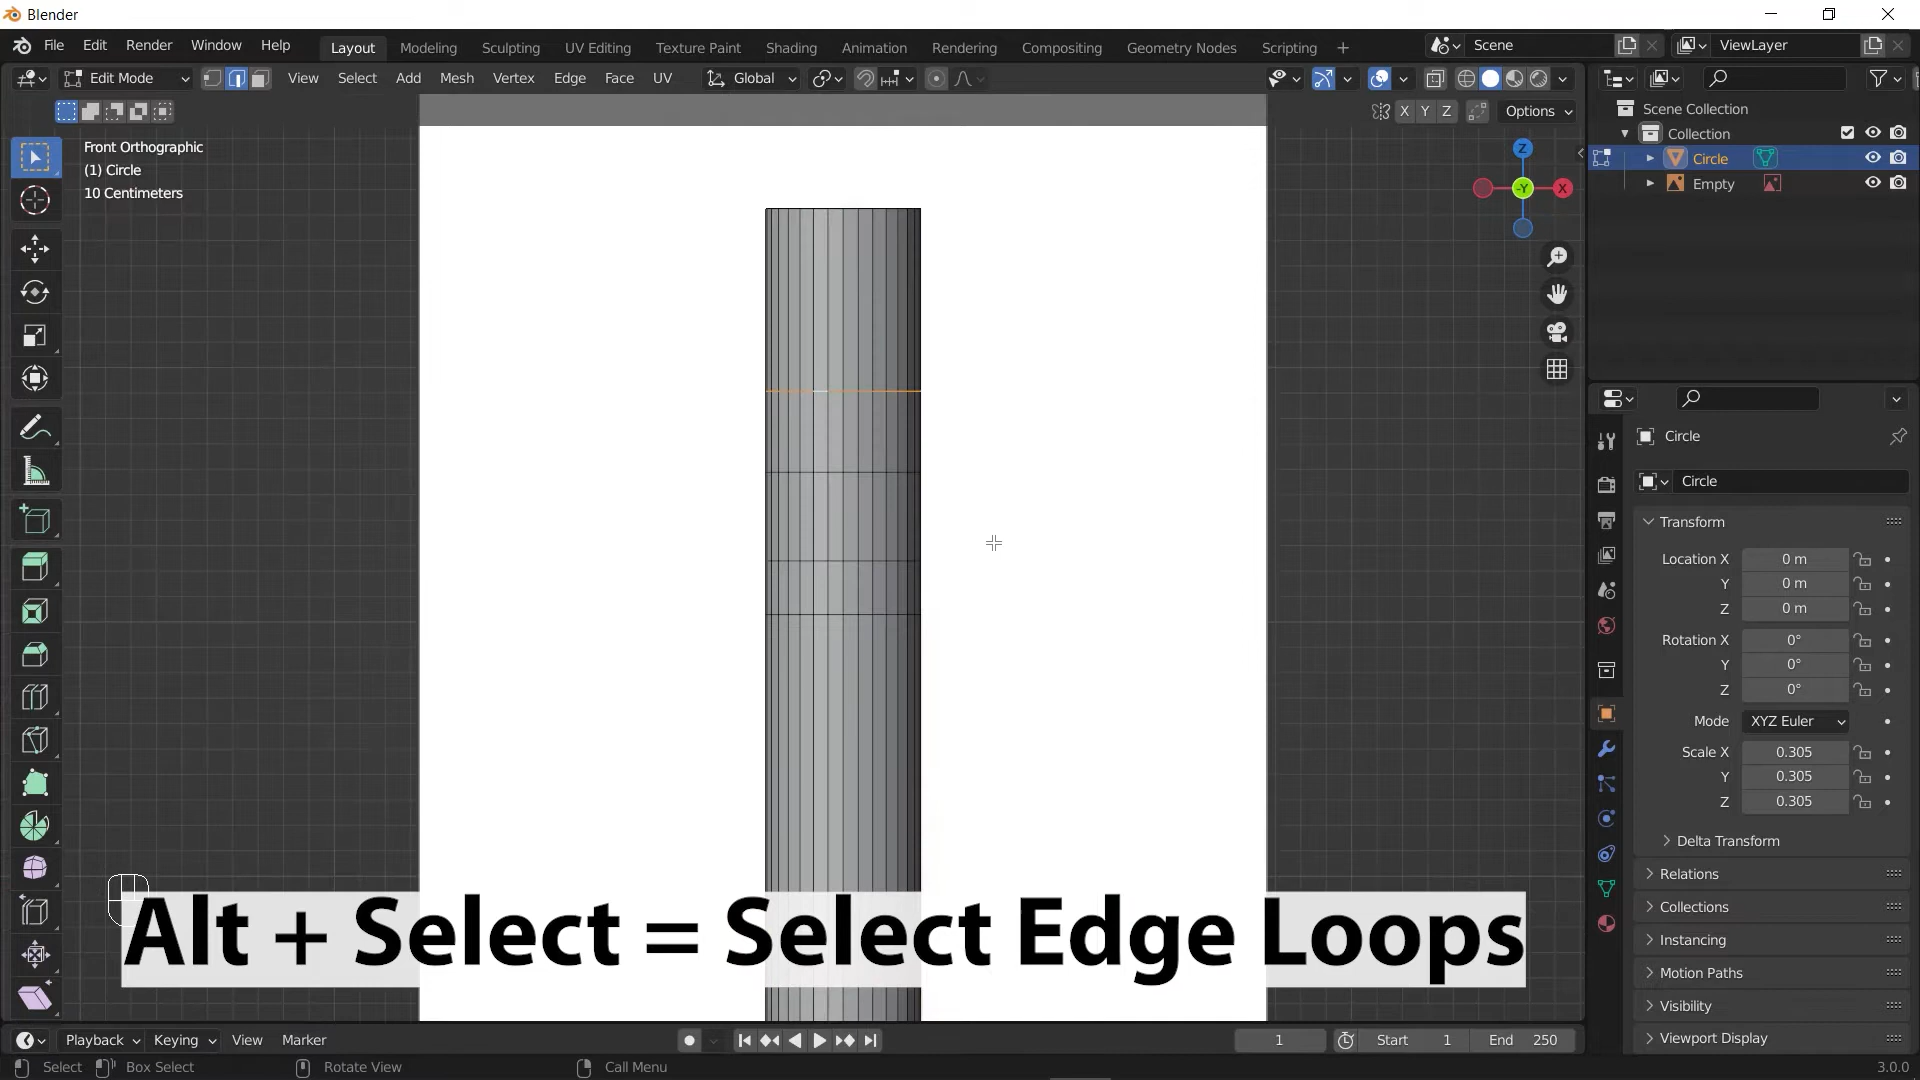 Blender
File Edit Render Window Help
Layout Modeling Sculpting UV Editing Texture Paint Shading Animation Rendering Compositing Geometry Nodes Scripting +
Scene
ViewLayer
Edit Mode
View Select Add Mesh Vertex Edge Face UV
Global
X Y Z
Options
Front Orthographic
(1) Circle
10 Centimeters
Z
-Y
X
Scene Collection
Collection
Circle
Empty
Circle
Circle
Transform
Location X 0 m
Y 0 m
Z 0 m
Rotation X 0°
Y 0°
Z 0°
Mode XYZ Euler
Scale X 0.305
Y 0.305
Z 0.305
Delta Transform
Relations
Collections
Instancing
Motion Paths
Visibility
Viewport Display
Alt + Select = Select Edge Loops
Playback Keying View Marker
1
Start 1
End 250
Select
Box Select
Rotate View
Call Menu
3.0.0